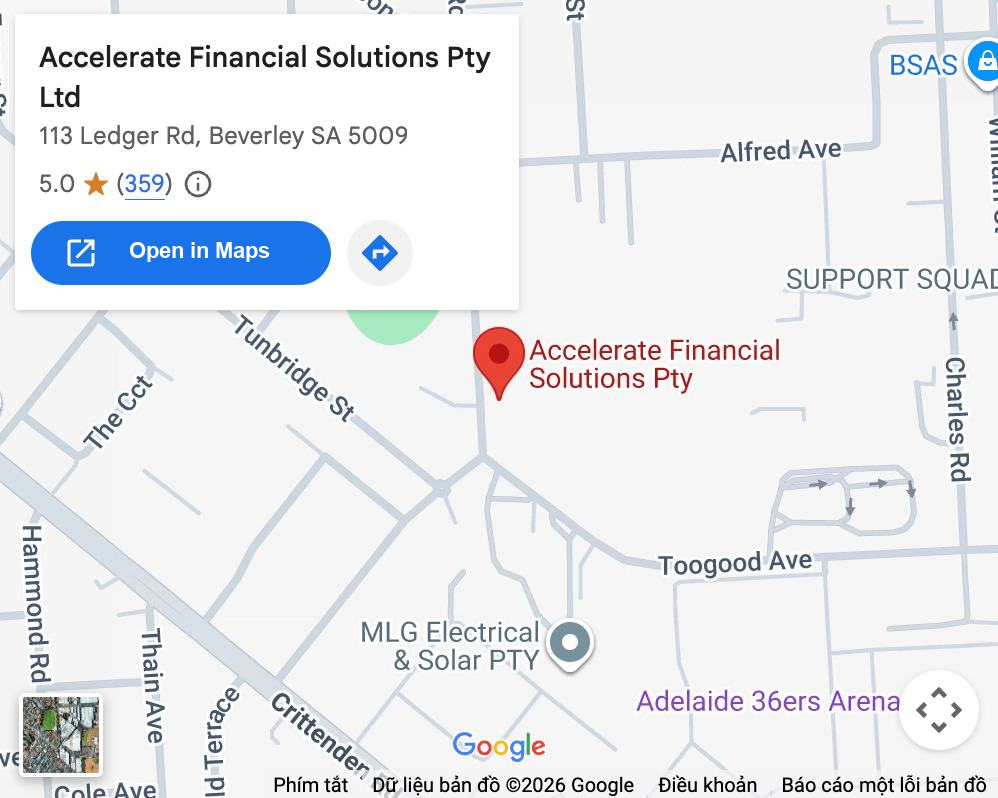 Accelerate Financial Solutions Pty
Ltd
113 Ledger Rd, Beverley SA 5009
5.0 ★ (359)
Open in Maps
St
BSAS
Alfred Ave
SUPPORT SQUAD
Accelerate Financial
Solutions Pty
Tunbridge St
The Cct
Charles Rd
Toogood Ave
Hammond Rd
Thain Ave
MLG Electrical
& Solar PTY
Adelaide 36ers Arena
Crittenden
Terrace
Cole Ave
Google
Phím tắt
Dữ liệu bản đồ ©2026 Google
Điều khoản
Báo cáo một lỗi bản đồ